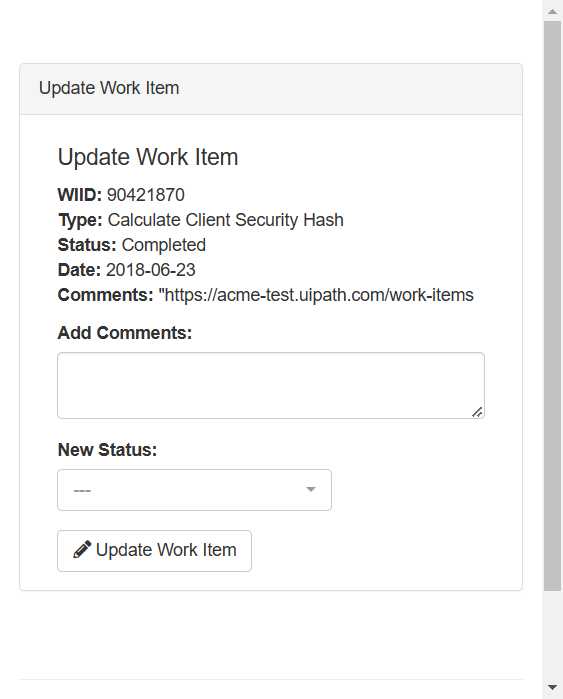 Update Work Item
Update Work Item
WIID: 90421870
Type: Calculate Client Security Hash
Status: Completed
Date: 2018-06-23
Comments: "https://acme-test.uipath.com/work-items
Add Comments:
New Status:
---
Update Work Item